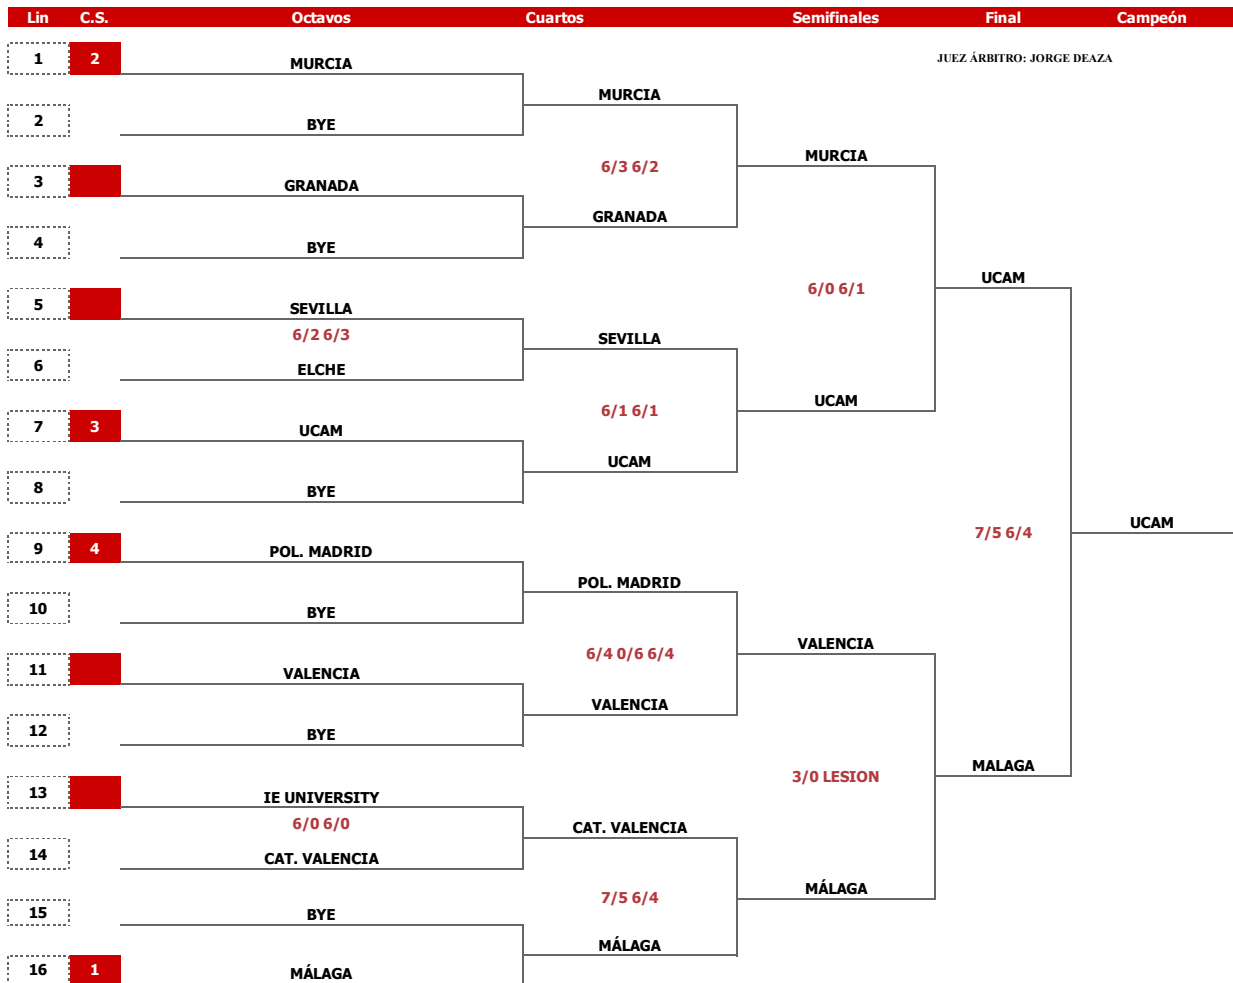 Lin C.S. Octavos Cuartos Semifinales Final Campeón
1 2 MURCIA
JUEZ ÁRBITRO: JORGE DEAZA
MURCIA
2 BYE
MURCIA
6/3 6/2
3 GRANADA
GRANADA
4 BYE
UCAM
6/0 6/1
5 SEVILLA
6/2 6/3
SEVILLA
6 ELCHE
UCAM
6/1 6/1
7 3 UCAM
UCAM
8 BYE
UCAM
7/5 6/4
9 4 POL. MADRID
POL. MADRID
10 BYE
VALENCIA
6/4 0/6 6/4
11 VALENCIA
VALENCIA
12 BYE
MALAGA
3/0 LESION
13 IE UNIVERSITY
6/0 6/0
CAT. VALENCIA
14 CAT. VALENCIA
MÁLAGA
7/5 6/4
15 BYE
MÁLAGA
16 1 MÁLAGA